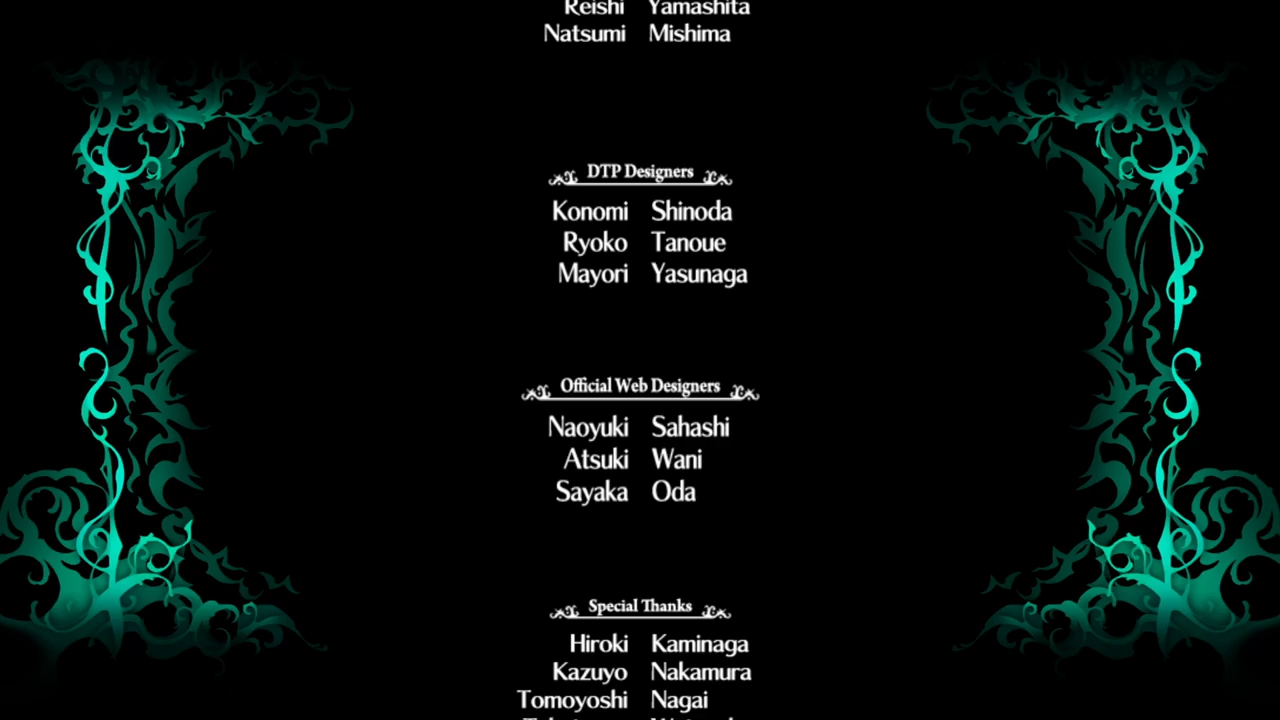 Reishi Yamashita
Natsumi Mishima
DTP Designers
Konomi Shinoda
Ryoko Tanoue
Mayori Yasunaga
Official Web Designers
Naoyuki Sahashi
Atsuki Wani
Sayaka Oda
Special Thanks
Hiroki Kaminaga
Kazuyo Nakamura
Tomoyoshi Nagai